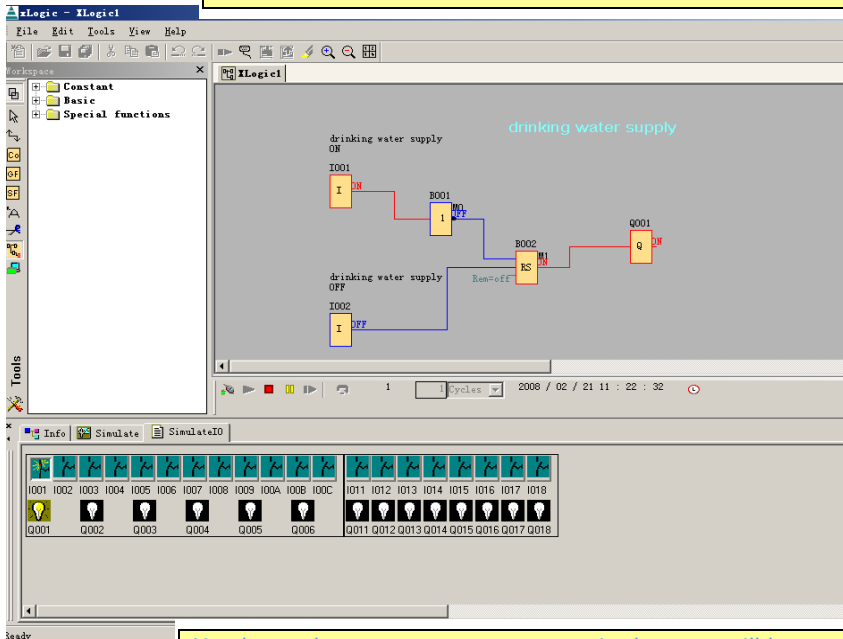 xLogic - XLogic1
File Edit Tools View Help
Workspace
XLogic1
Constant
Basic
Special functions
Co
GF
SF
Tools
drinking water supply
drinking water supply
ON
I001
I ON
B001
1 M0
OFF
Q001
Q ON
B002
RS M1
ON
Rem=off
drinking water supply
OFF
I002
I OFF
1 1 Cycles 2008 / 02 / 21 11 : 22 : 32
Info Simulate SimulateIO
I001 I002 I003 I004 I005 I006 I007 I008 I009 I00A I00B I00C I011 I012 I013 I014 I015 I016 I017 I018
Q001 Q002 Q003 Q004 Q005 Q006 Q011 Q012 Q013 Q014 Q015 Q016 Q017 Q018
Ready